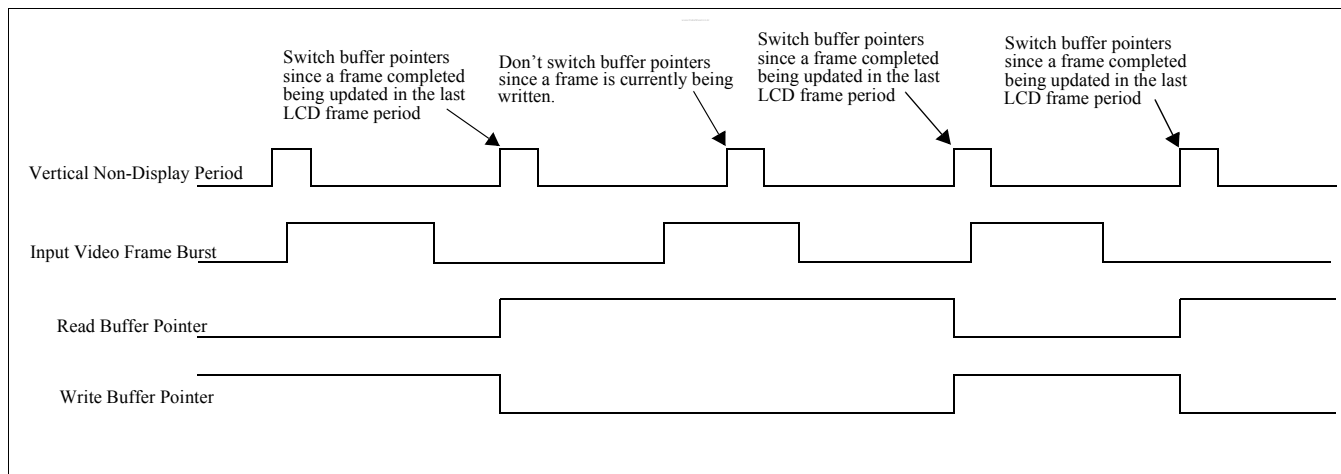 Switch buffer pointers
since a frame completed
being updated in the last
LCD frame period
Don’t switch buffer pointers
since a frame is currently being
written.
Switch buffer pointers
since a frame completed
being updated in the last
LCD frame period
Switch buffer pointers
since a frame completed
being updated in the last
LCD frame period
Vertical Non-Display Period
Input Video Frame Burst
Read Buffer Pointer
Write Buffer Pointer